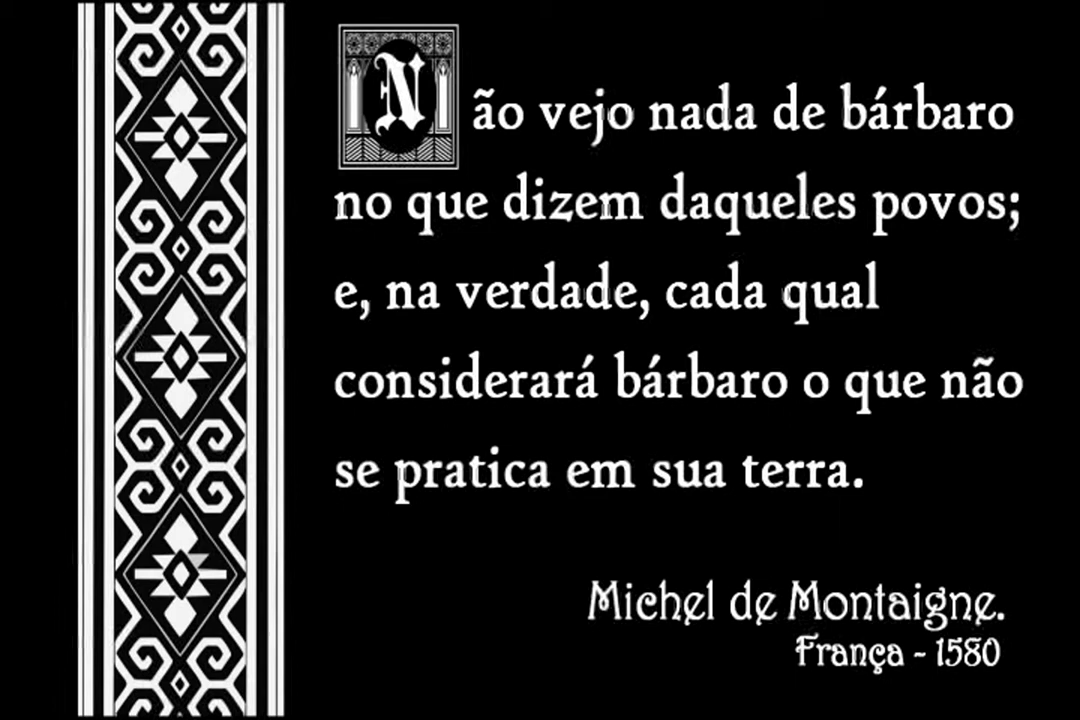 Não vejo nada de bárbaro
no que dizem daqueles povos;
e, na verdade, cada qual
considerará bárbaro o que não
se pratica em sua terra.
Michel de Montaigne.
França - 1580